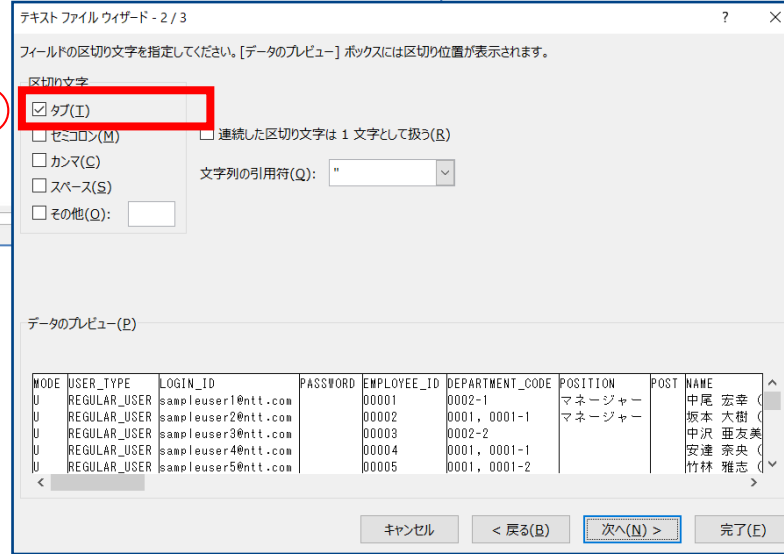 テキスト ファイル ウィザード - 2 / 3 ? ×
フィールドの区切り文字を指定してください。[データのプレビュー] ボックスには区切り位置が表示されます。
区切り文字
タブ(T)
セミコロン(M)
カンマ(C)
スペース(S)
その他(O):
連続した区切り文字は 1 文字として扱う(R)
文字列の引用符(Q): "
データのプレビュー(P)
MODE USER_TYPE LOGIN_ID PASSWORD EMPLOYEE_ID DEPARTMENT_CODE POSITION POST NAME
U REGULAR_USER sampleuser1@ntt.com 00001 0002-1 マネージャー 中尾 宏幸 (
U REGULAR_USER sampleuser2@ntt.com 00002 0001, 0001-1 マネージャー 坂本 大樹 (
U REGULAR_USER sampleuser3@ntt.com 00003 0002-2 中沢 亜友美
U REGULAR_USER sampleuser4@ntt.com 00004 0001, 0001-1 安達 奈央 (
U REGULAR_USER sampleuser5@ntt.com 00005 0001, 0001-2 竹林 雅志 (
キャンセル < 戻る(B) 次へ(N) > 完了(F)